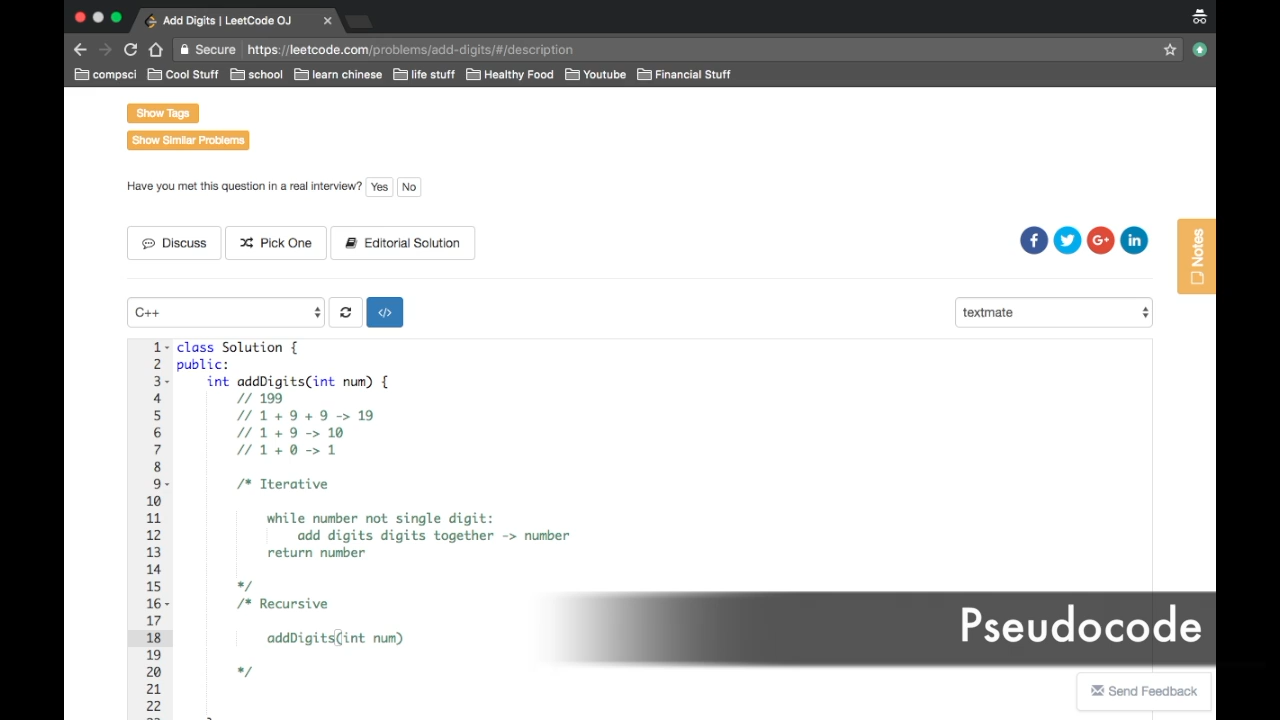 Add Digits | LeetCode OJ
Secure https://leetcode.com/problems/add-digits/#/description
compsci Cool Stuff school learn chinese life stuff Healthy Food Youtube Financial Stuff
Show Tags
Show Similar Problems
Have you met this question in a real interview? Yes No
Discuss Pick One Editorial Solution
Notes
C++ </> textmate
1 class Solution {
2 public:
3 int addDigits(int num) {
4 // 199
5 // 1 + 9 + 9 -> 19
6 // 1 + 9 -> 10
7 // 1 + 0 -> 1
8
9 /* Iterative
10
11 while number not single digit:
12 add digits digits together -> number
13 return number
14
15 */
16 /* Recursive
17
18 addDigits(int num)
19
20 */
21
22
Pseudocode
Send Feedback